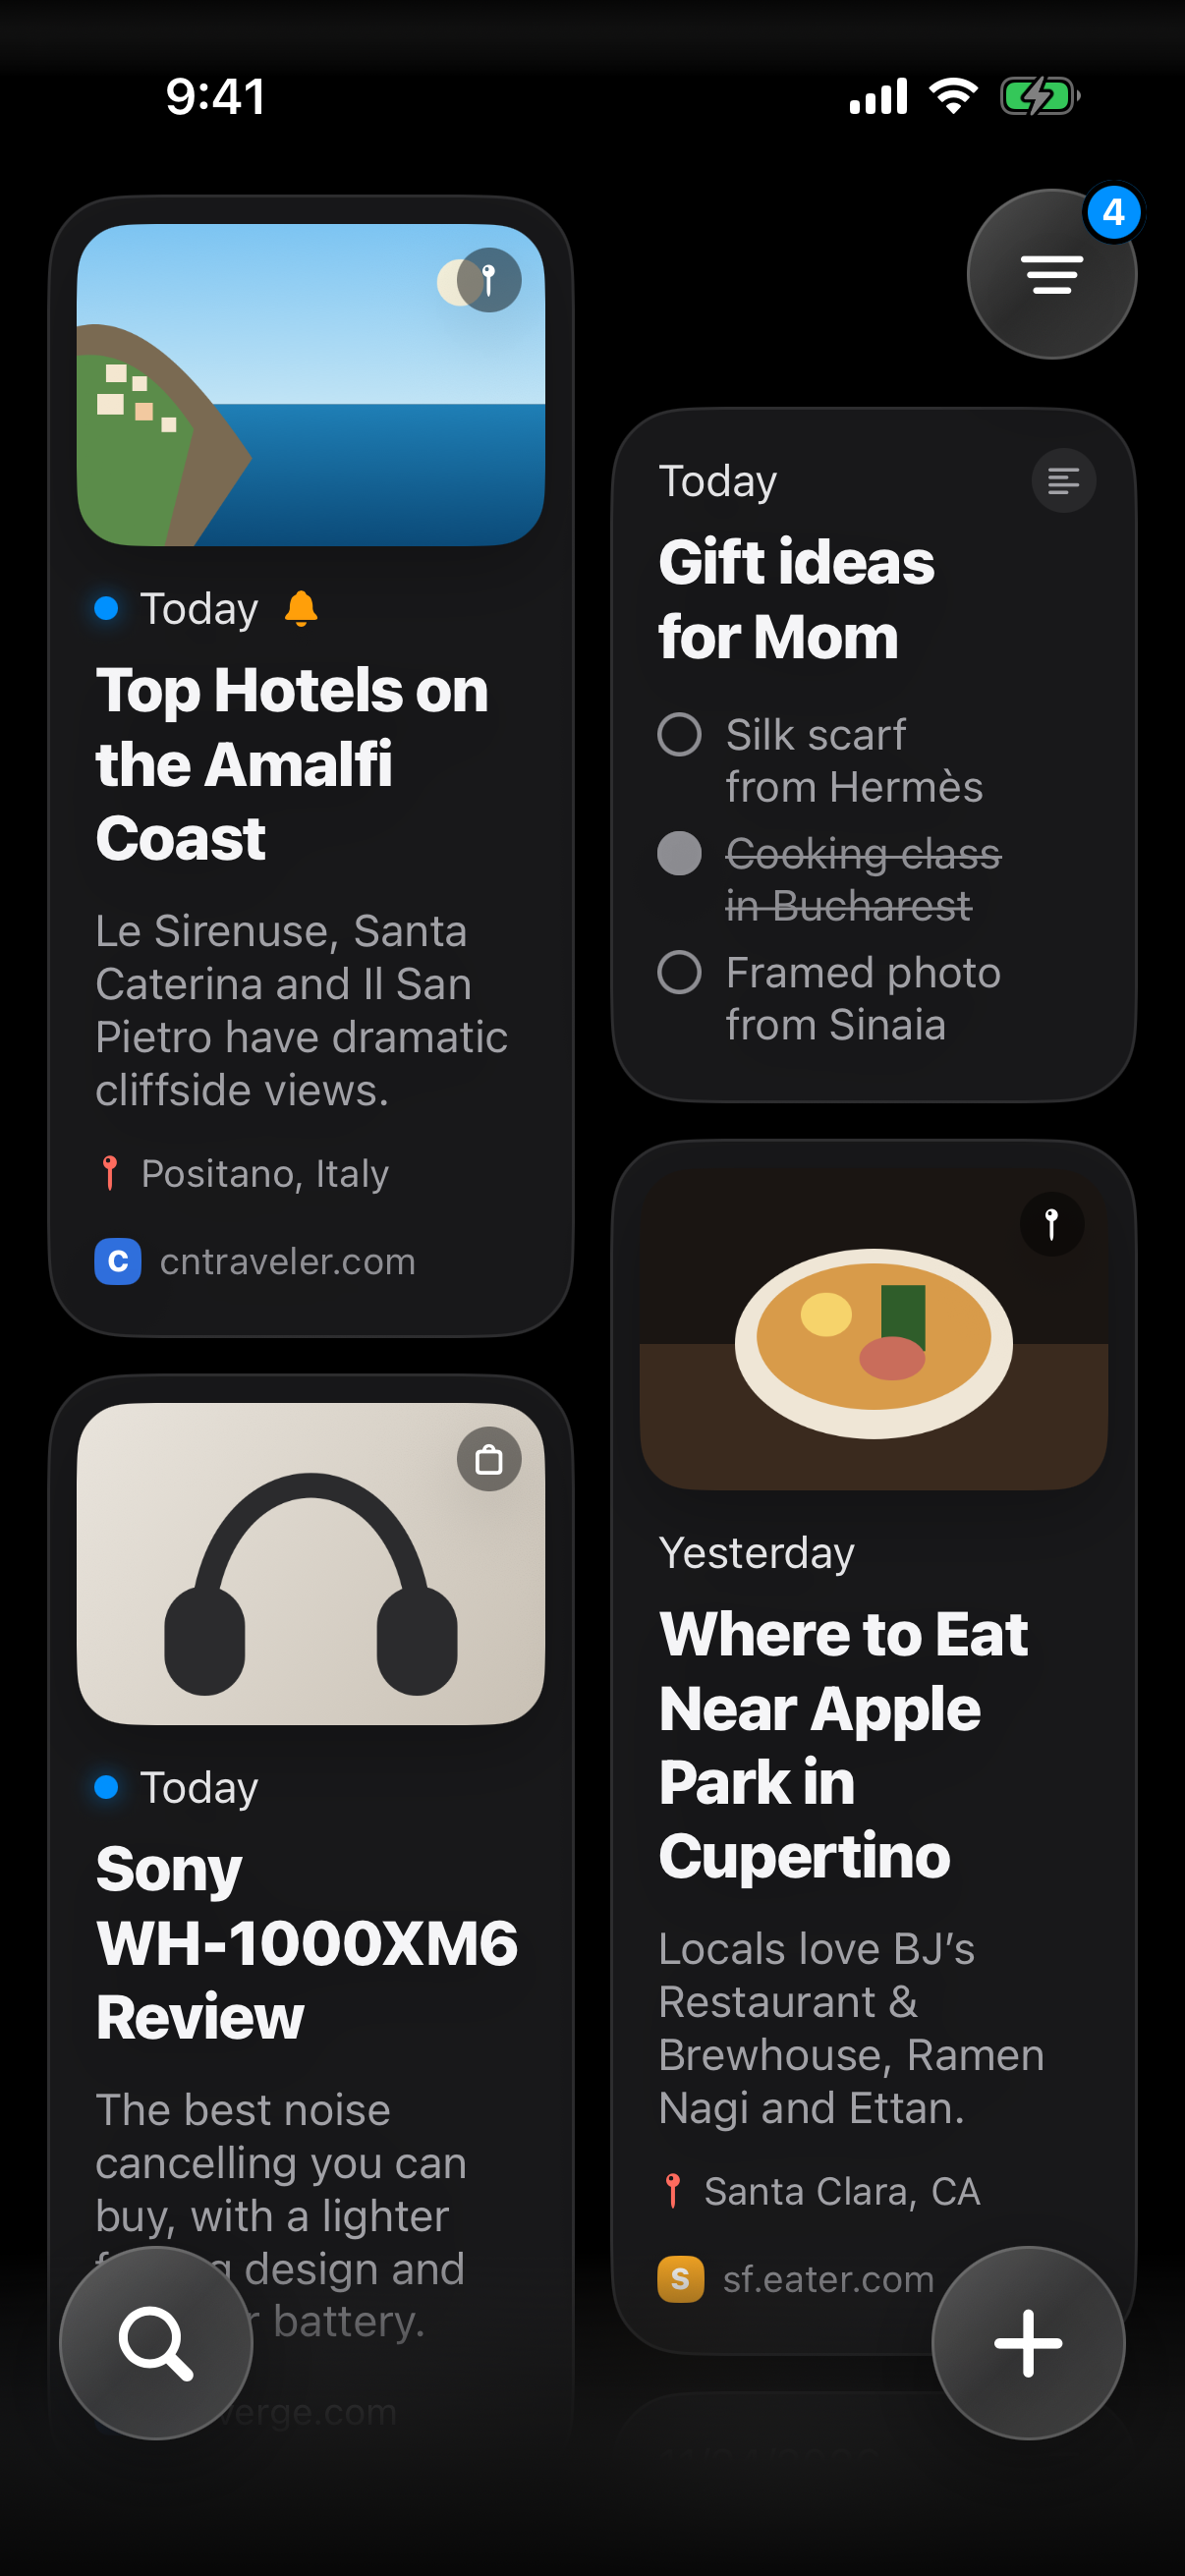 9:41
4
Today
Top Hotels on
the Amalfi
Coast
Le Sirenuse, Santa
Caterina and Il San
Pietro have dramatic
cliffside views.
Positano, Italy
C cntraveler.com
Today
Sony
WH-1000XM6
Review
The best noise
cancelling you can
buy, with a lighter
design and
battery.
verge.com
Today
Gift ideas
for Mom
Silk scarf
from Hermès
Cooking class
in Bucharest
Framed photo
from Sinaia
Yesterday
Where to Eat
Near Apple
Park in
Cupertino
Locals love BJ’s
Restaurant &
Brewhouse, Ramen
Nagi and Ettan.
Santa Clara, CA
S sf.eater.com